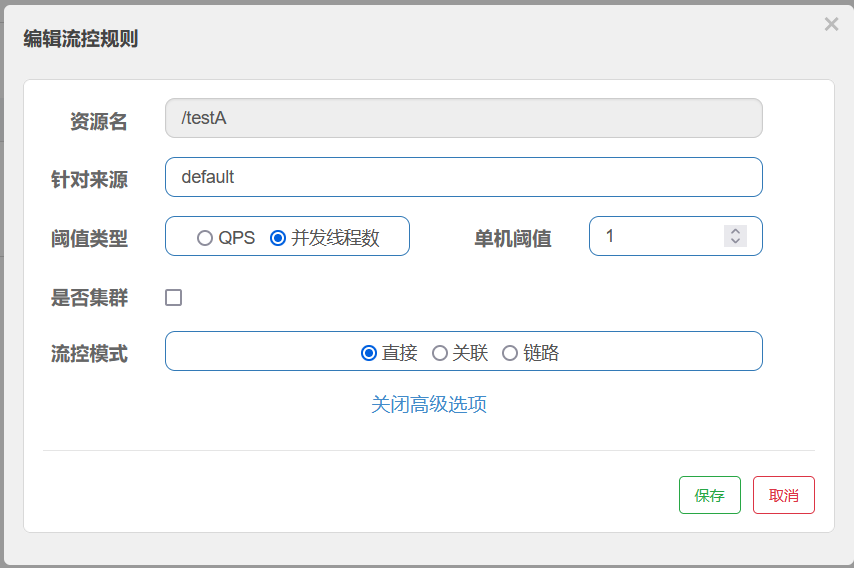 编辑流控规则 ×
资源名 /testA
针对来源 default
阈值类型 QPS 并发线程数 单机阈值 1
是否集群
流控模式 直接 关联 链路
关闭高级选项
保存 取消